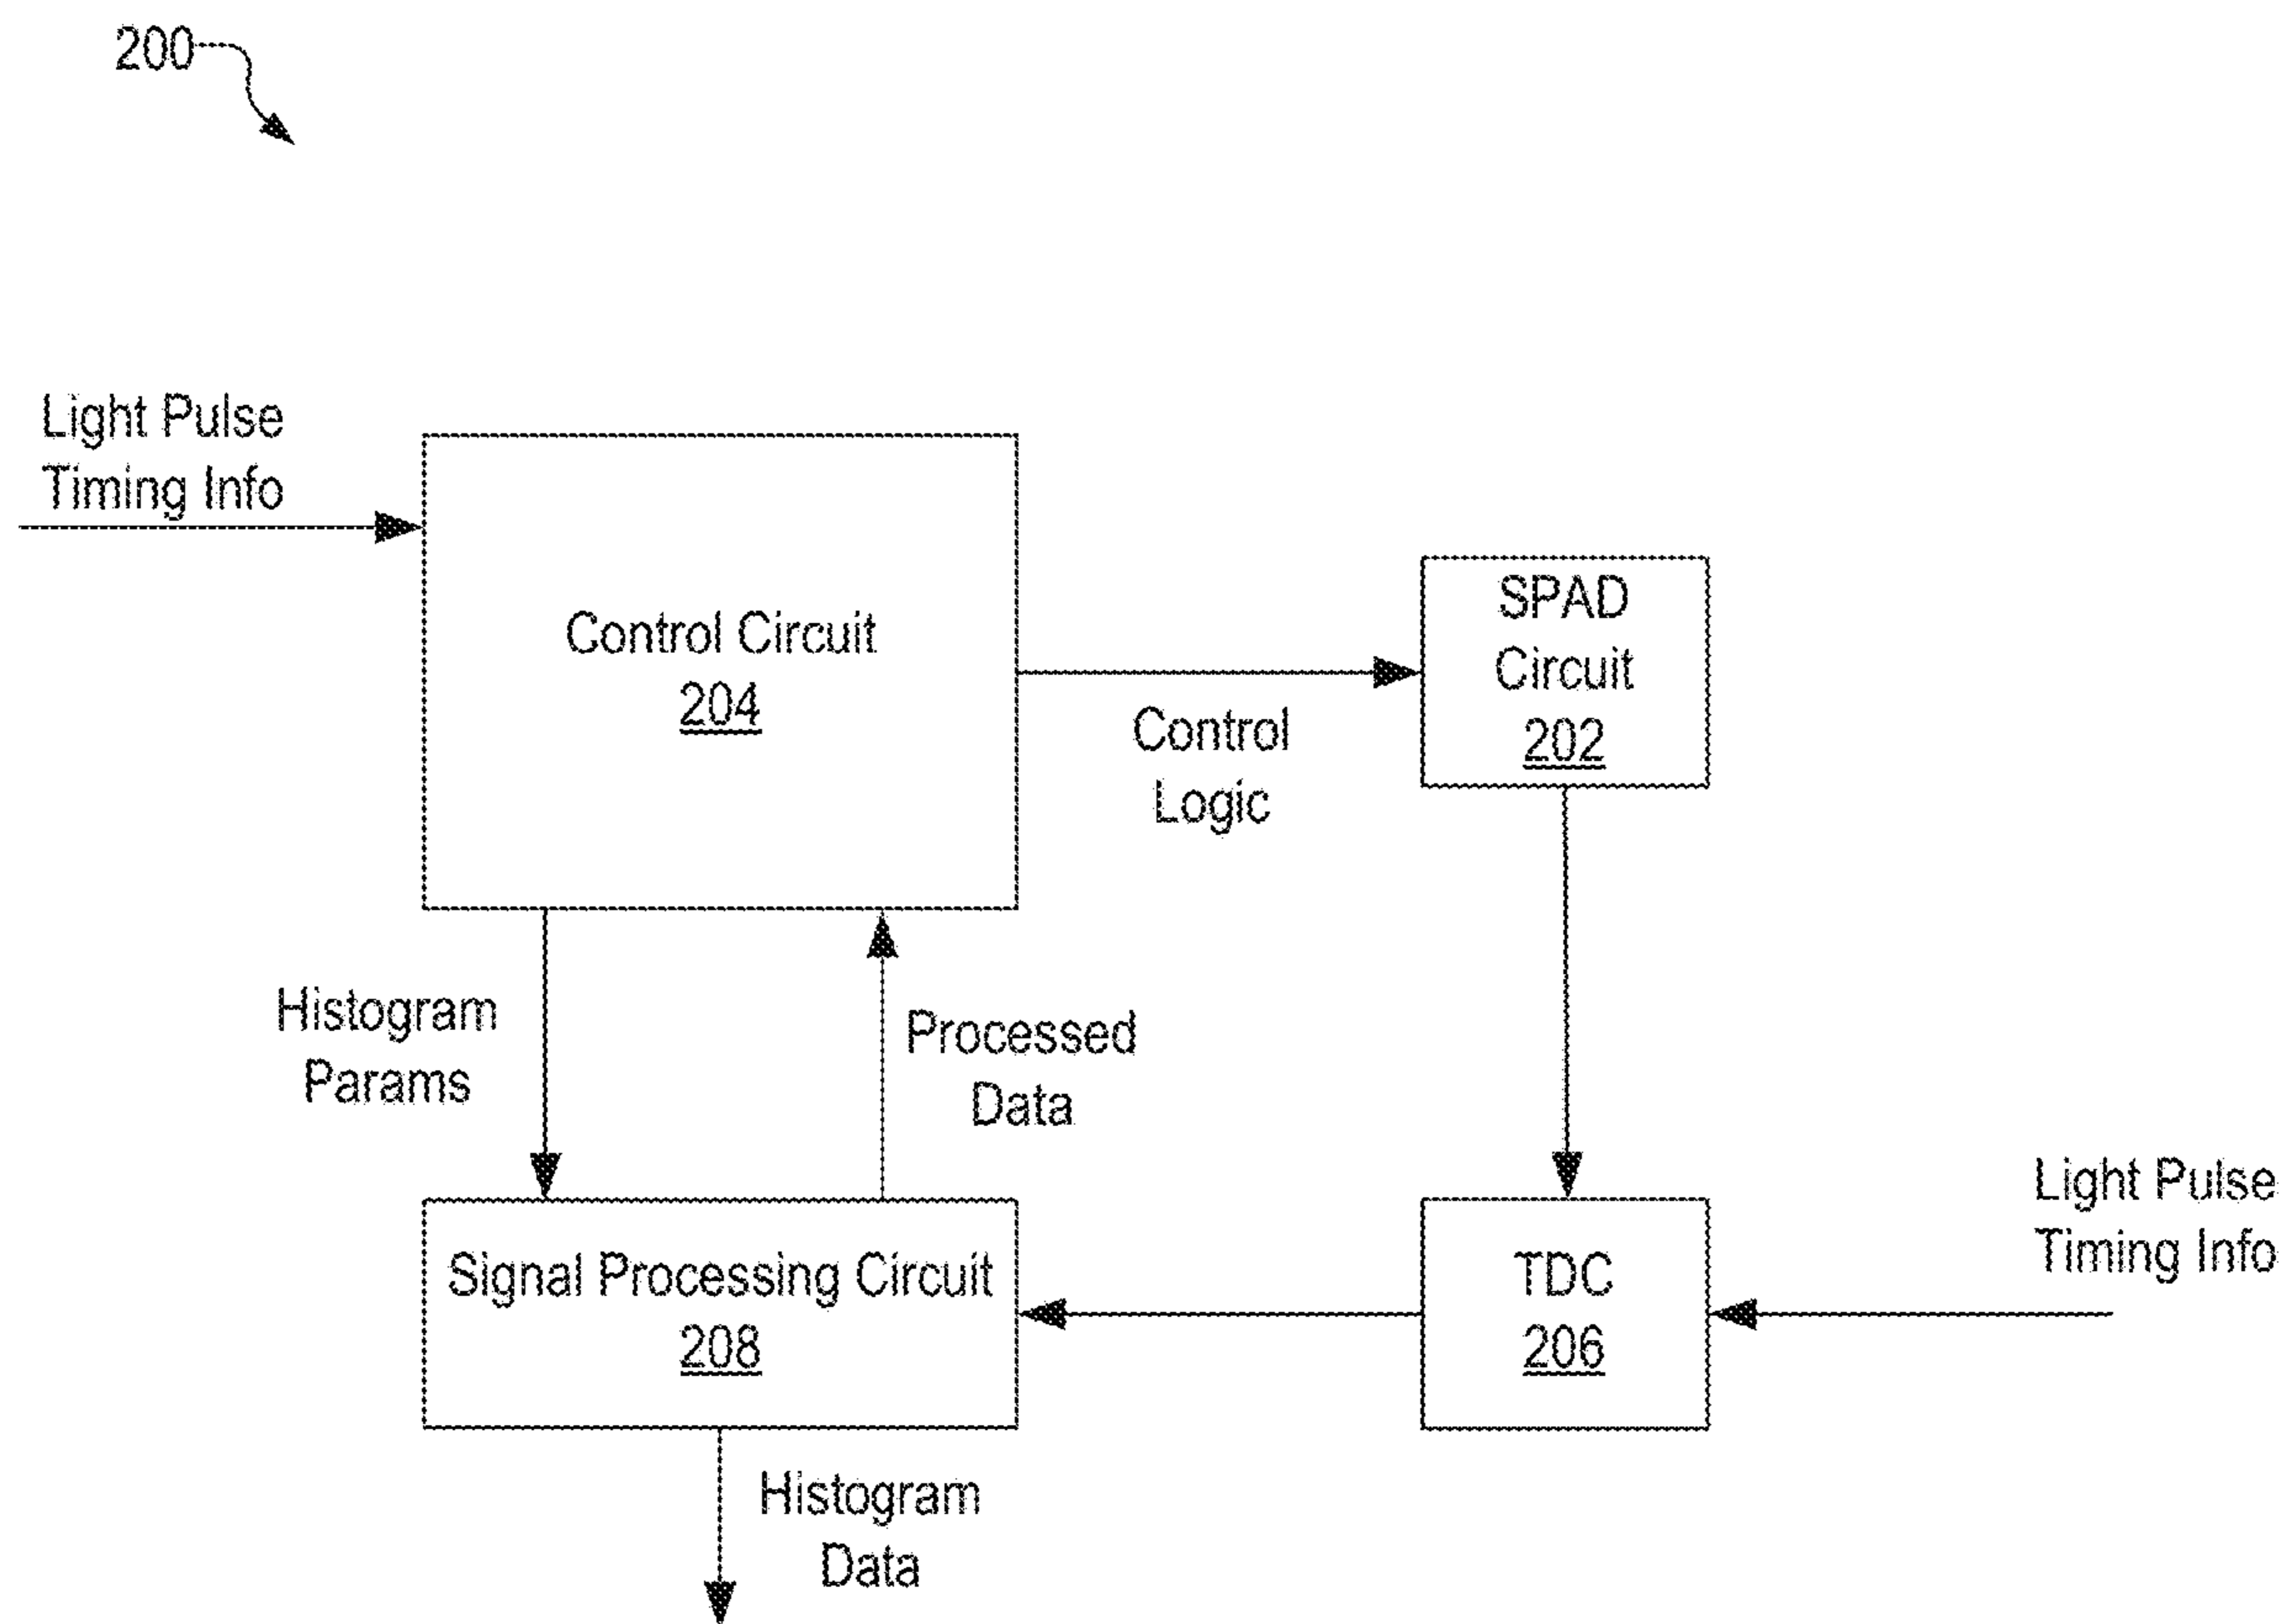 200
Light Pulse
Timing Info
Control Circuit
204
SPAD
Circuit
202
Control
Logic
Histogram
Params
Processed
Data
Signal Processing Circuit
208
TDC
206
Light Pulse
Timing Info
Histogram
Data